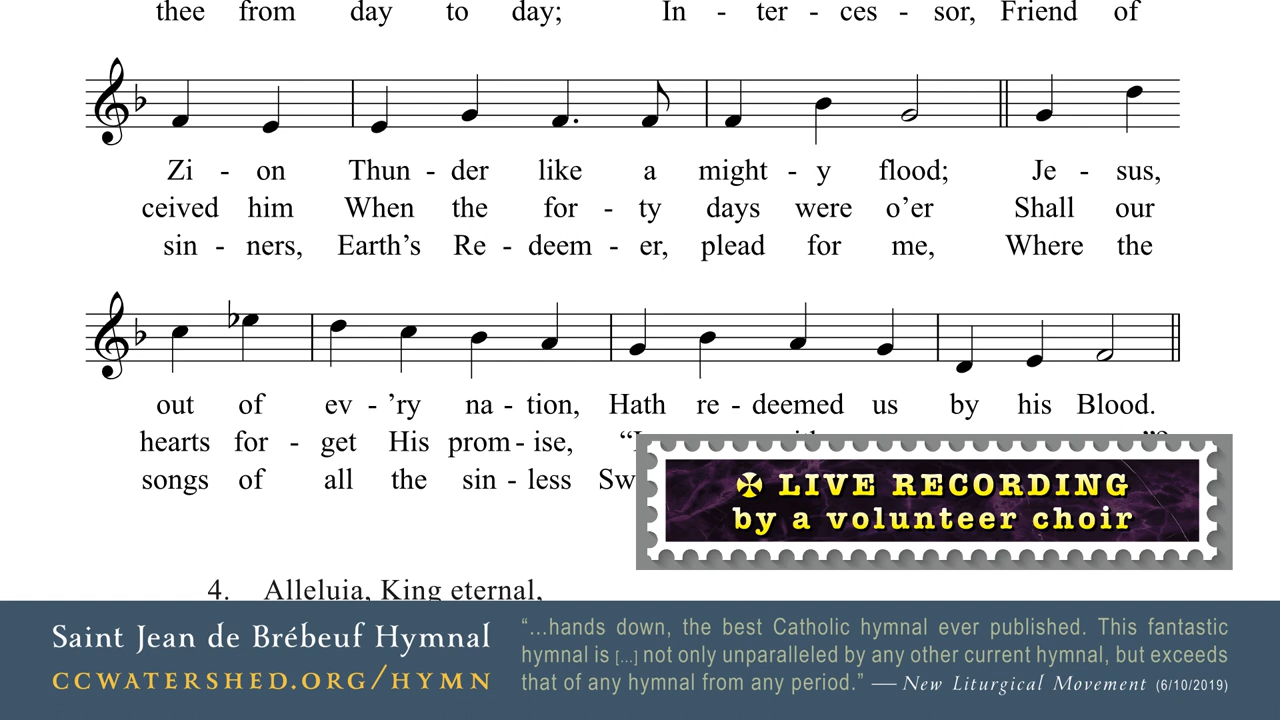 thee from day to day; In - ter - ces - sor, Friend of
Zi - on Thun - der like a might - y flood; Je - sus,
ceived him When the for - ty days were o’er Shall our
sin - ners, Earth’s Re - deem - er, plead for me, Where the
out of ev - ’ry na - tion, Hath re - deemed us by his Blood.
hearts for - get His prom - ise,
songs of all the sin - less
LIVE RECORDING
by a volunteer choir
4. Alleluia, King eternal,
Saint Jean de Brébeuf Hymnal
CCWATERSHED.ORG/HYMN
“...hands down, the best Catholic hymnal ever published. This fantastic
hymnal is [...] not only unparalleled by any other current hymnal, but exceeds
that of any hymnal from any period.” — New Liturgical Movement (6/10/2019)